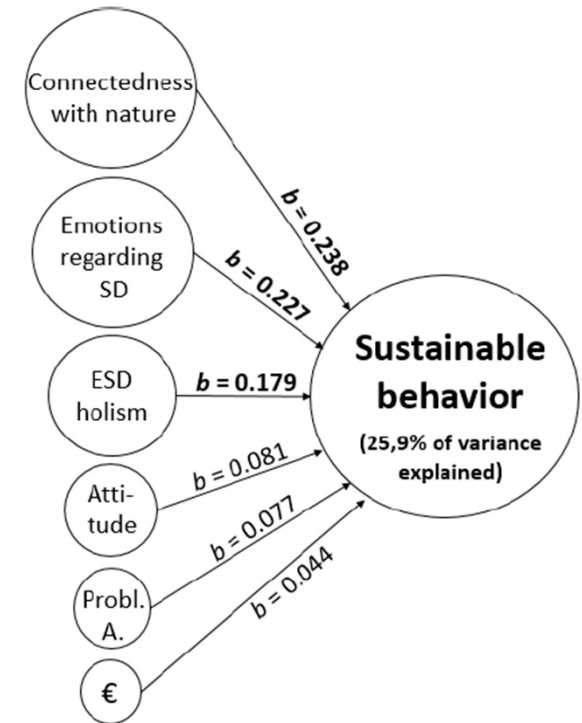 Connectedness
with nature
b = 0.238
Emotions
regarding
SD
b = 0.227
ESD
holism
b = 0.179
Sustainable
behavior
(25,9% of variance
explained)
Atti-
tude
b = 0.081
Probl.
A.
b = 0.077
€
b = 0.044